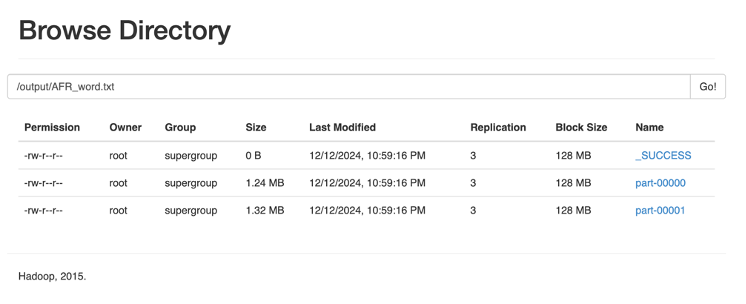 Browse Directory
/output/AFR_word.txt Go!
Permission Owner Group Size Last Modified Replication Block Size Name
-rw-r--r-- root supergroup 0 B 12/12/2024, 10:59:16 PM 3 128 MB _SUCCESS
-rw-r--r-- root supergroup 1.24 MB 12/12/2024, 10:59:16 PM 3 128 MB part-00000
-rw-r--r-- root supergroup 1.32 MB 12/12/2024, 10:59:16 PM 3 128 MB part-00001
Hadoop, 2015.